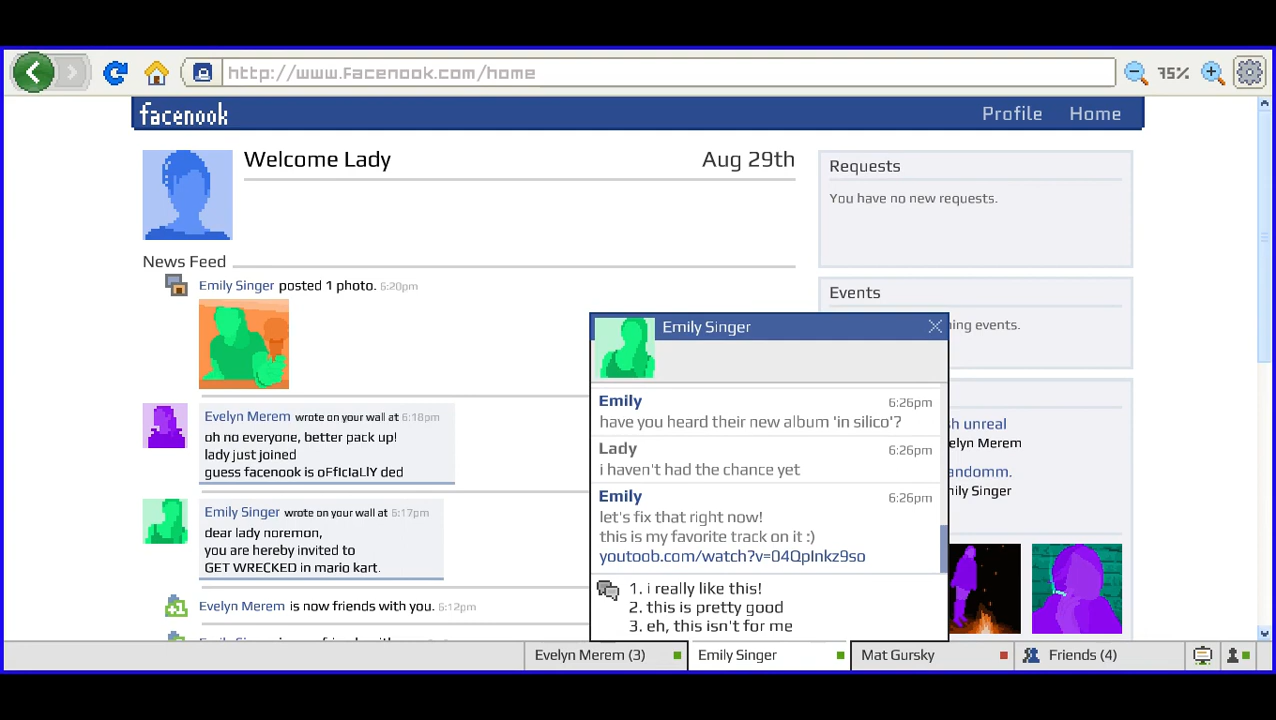 http://www.facenook.com/home
75%
facenook
Profile Home
Welcome Lady
Aug 29th
News Feed
Emily Singer posted 1 photo. 6:20pm
Evelyn Merem wrote on your wall at 6:18pm
oh no everyone, better pack up!
lady just joined
guess facenook is oFfIcIaLlY ded
Emily Singer wrote on your wall at 6:17pm
dear lady noremon,
you are hereby invited to
GET WRECKED in mario kart.
Evelyn Merem is now friends with you. 6:12pm
Requests
You have no new requests.
Events
events.
unreal
Merem
Singer
Emily Singer
Emily 6:26pm
have you heard their new album 'in silico'?
Lady 6:26pm
i haven't had the chance yet
Emily 6:26pm
let's fix that right now!
this is my favorite track on it :)
youtoob.com/watch?v=04QpInkz9so
1. i really like this!
2. this is pretty good
3. eh, this isn't for me
Evelyn Merem (3)
Emily Singer
Mat Gursky
Friends (4)